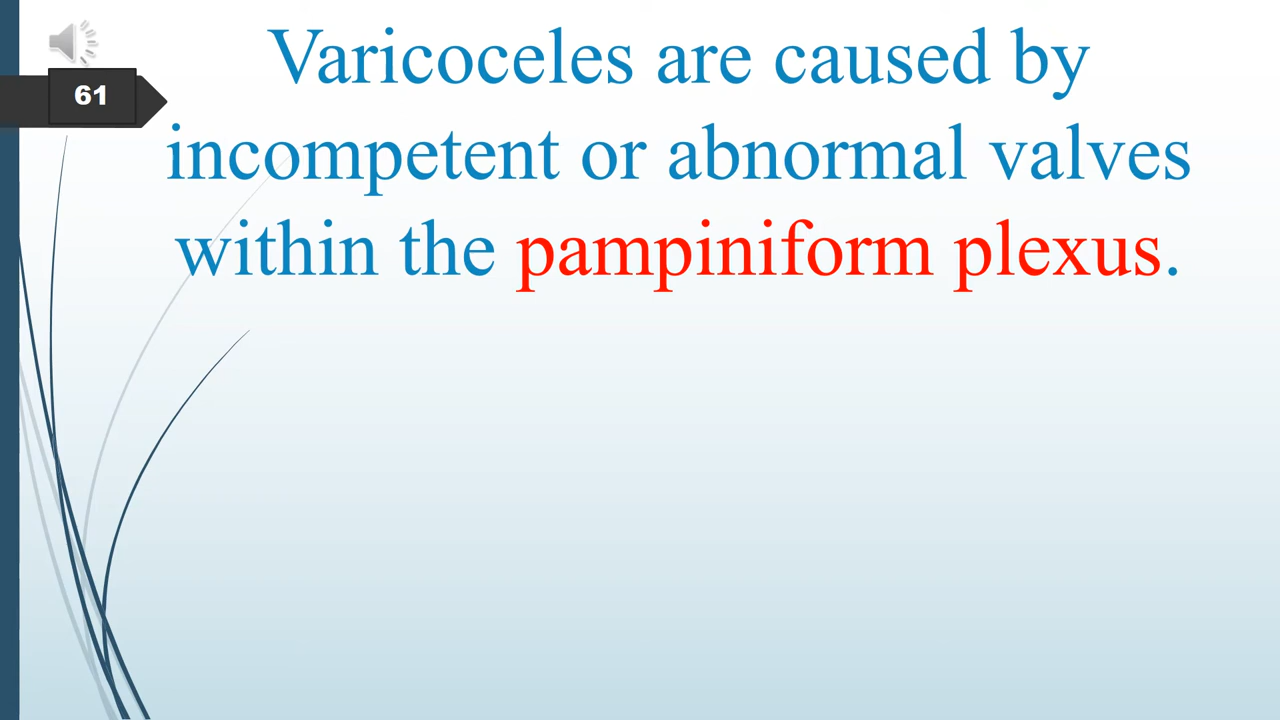 61
Varicoceles are caused by
incompetent or abnormal valves
within the pampiniform plexus.